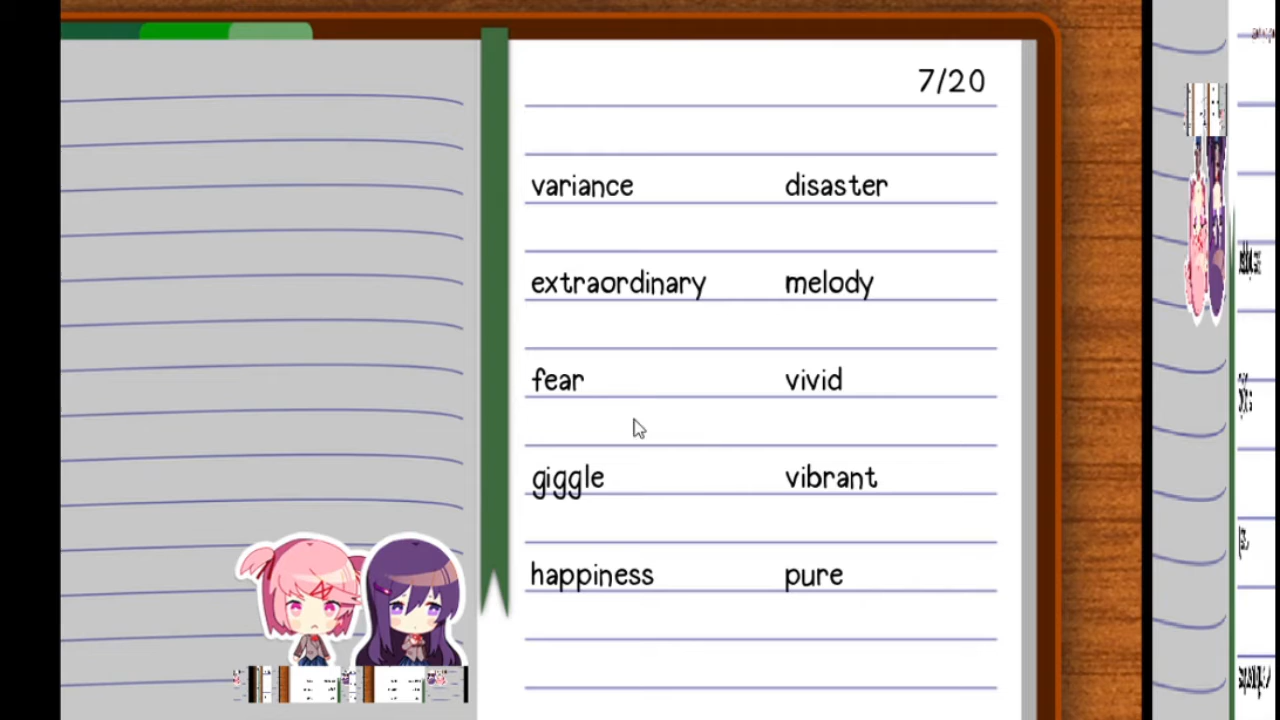 7/20
variance disaster
extraordinary melody
fear vivid
giggle vibrant
happiness pure